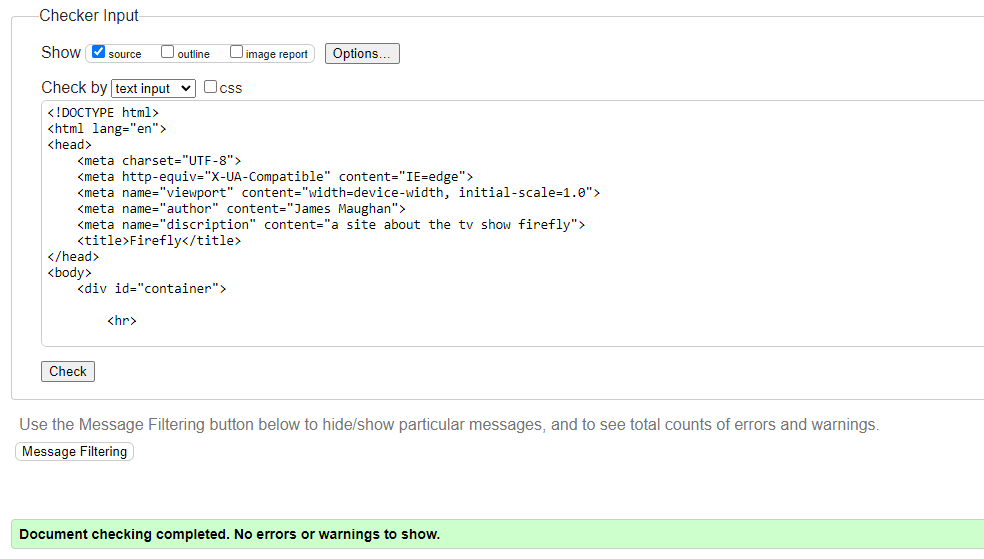 Checker Input
Show source outline image report Options...
Check by text input css
<!DOCTYPE html>
<html lang="en">
<head>
    <meta charset="UTF-8">
    <meta http-equiv="X-UA-Compatible" content="IE=edge">
    <meta name="viewport" content="width=device-width, initial-scale=1.0">
    <meta name="author" content="James Maughan">
    <meta name="discription" content="a site about the tv show firefly">
    <title>Firefly</title>
</head>
<body>
    <div id="container">
        <hr>
Check
Use the Message Filtering button below to hide/show particular messages, and to see total counts of errors and warnings.
Message Filtering
Document checking completed. No errors or warnings to show.